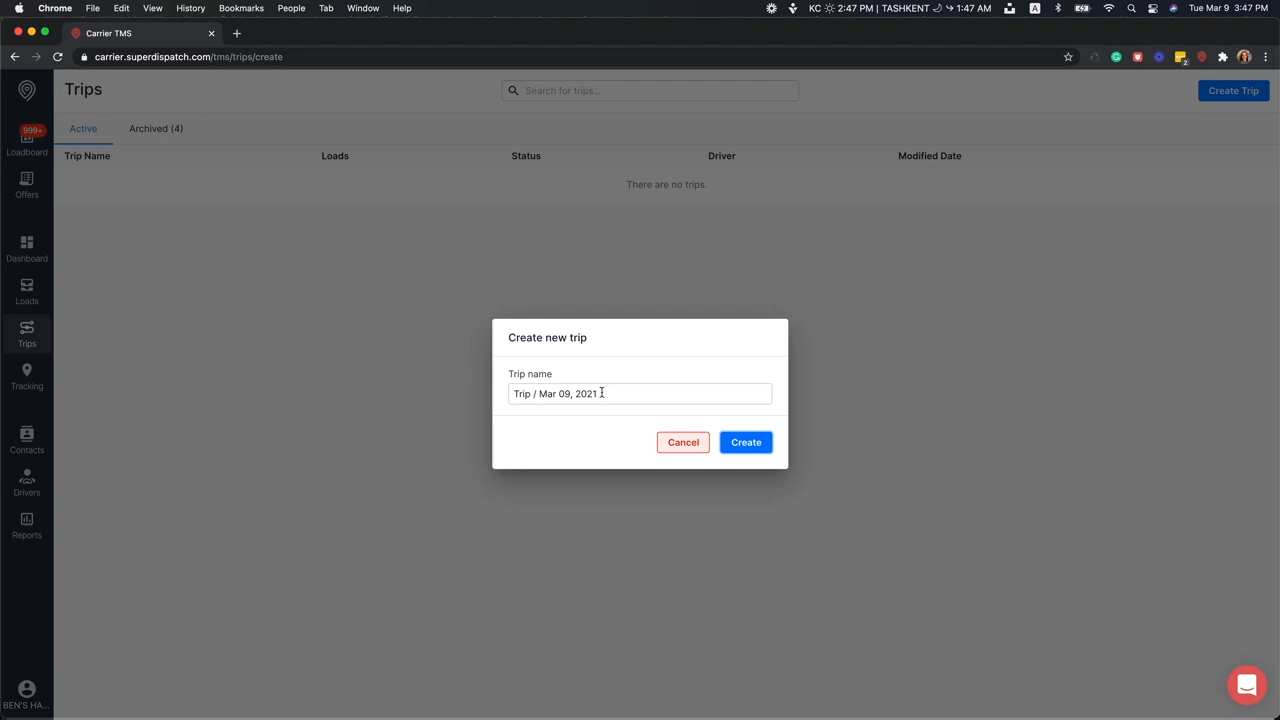 Chrome File Edit View History Bookmarks People Tab Window Help KC 2:47 PM | TASHKENT → 1:47 AM A Tue Mar 9 3:47 PM
Carrier TMS
carrier.superdispatch.com/tms/trips/create 2
Trips Search for trips... Create Trip
Active Archived (4)
999+
Loadboard
Trip Name Loads Status Driver Modified Date
There are no trips.
Offers
Dashboard
Loads
Trips
Tracking
Contacts
Drivers
Reports
Create new trip
Trip name
Trip / Mar 09, 2021
Cancel Create
BEN'S HA...